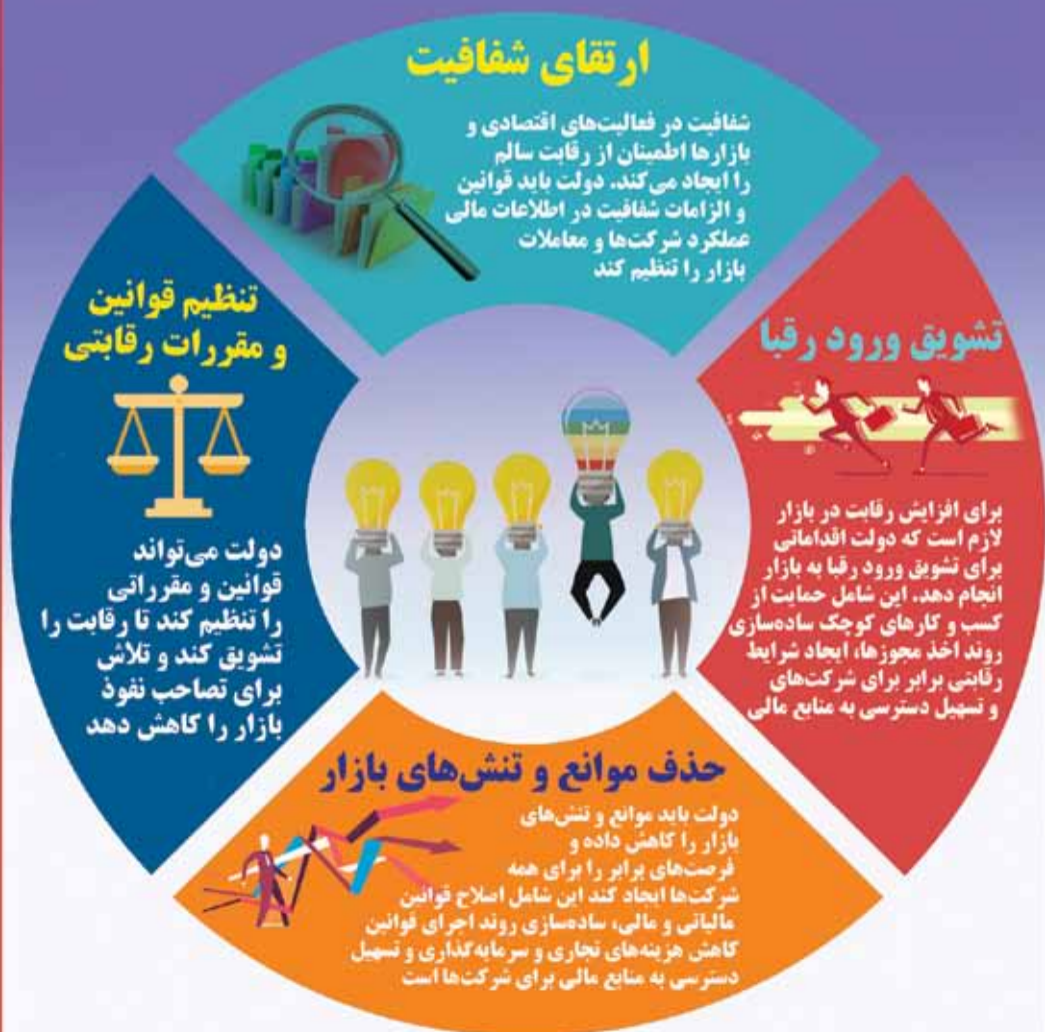 ارتقای شفافیت
شفافیت در فعالیت‌های اقتصادی و
بازارها اطمینان از رقابت سالم
را ایجاد می‌کند. دولت باید قوانین
و الزامات شفافیت در اطلاعات مالی
عملکرد شرکت‌ها و معاملات
بازار را تنظیم کند
تشویق ورود رقبا
برای افزایش رقابت در بازار
لازم است که دولت اقداماتی
برای تشویق ورود رقبا به بازار
انجام دهد. این شامل حمایت از
کسب و کارهای کوچک ساده‌سازی
روند اخذ مجوزها، ایجاد شرایط
رقابتی برابر برای شرکت‌های
و تسهیل دسترسی به منابع مالی
تنظیم قوانین
و مقررات رقابتی
دولت می‌تواند
قوانین و مقرراتی
را تنظیم کند تا رقابت را
تشویق کند و تلاش
برای تصاحب نفوذ
بازار را کاهش دهد
حذف موانع و تنش‌های بازار
دولت باید موانع و تنش‌های
بازار را کاهش داده و
فرصت‌های برابر را برای همه
شرکت‌ها ایجاد کند این شامل اصلاح قوانین
مالیاتی و مالی، ساده‌سازی روند اجرای قوانین
کاهش هزینه‌های تجاری و سرمایه‌گذاری و تسهیل
دسترسی به منابع مالی برای شرکت‌ها است